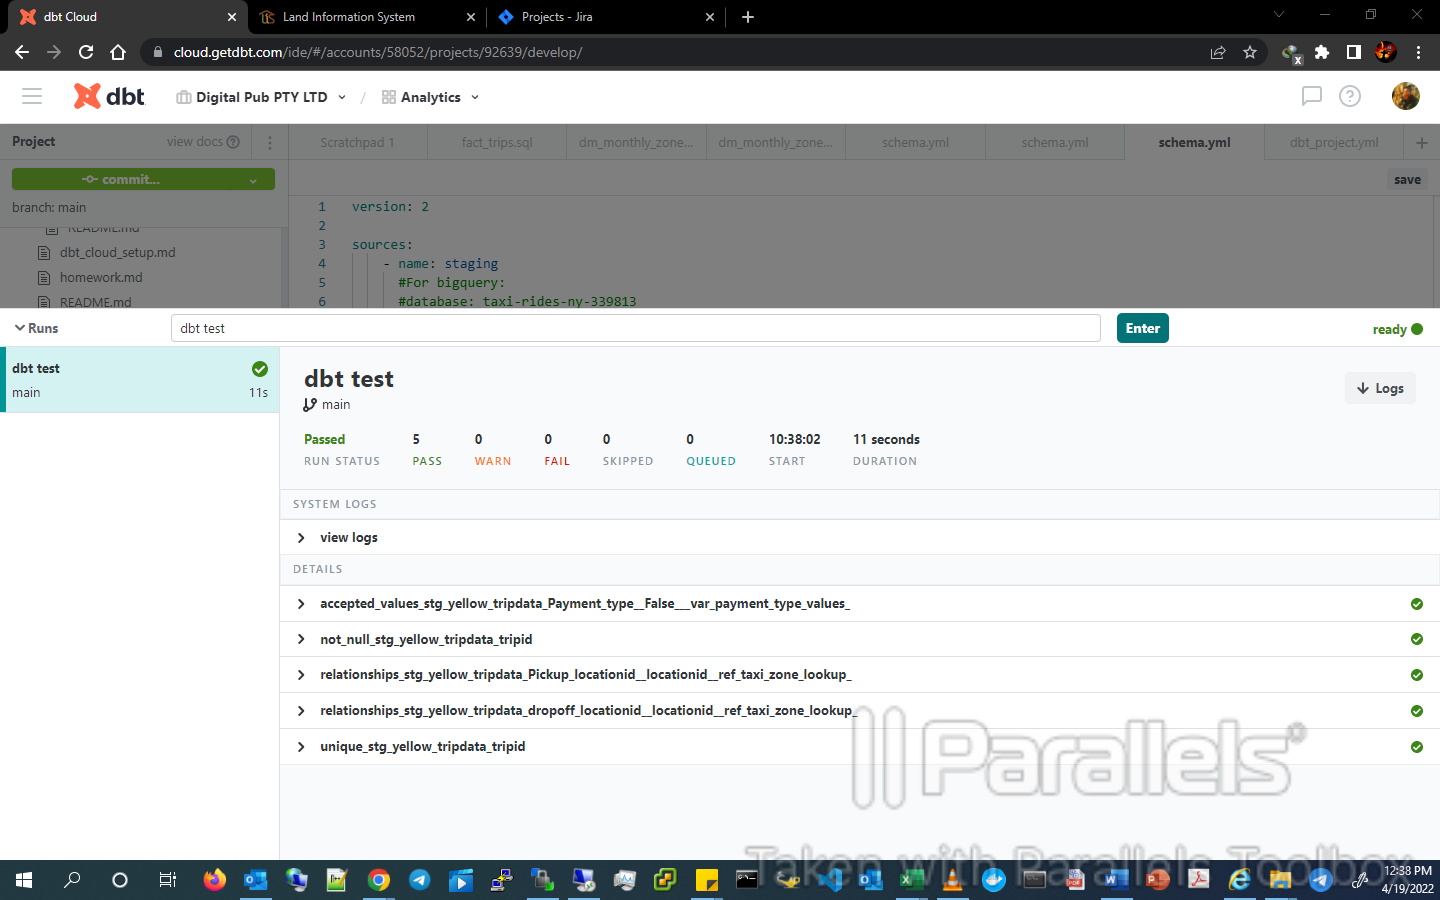 dbt Cloud
Land Information System
Projects - Jira
cloud.getdbt.com/ide/#/accounts/58052/projects/92639/develop/
dbt
Digital Pub PTY LTD
/
Analytics
Project
view docs
Scratchpad 1
fact_trips.sql
dm_monthly_zone...
dm_monthly_zone...
schema.yml
schema.yml
schema.yml
dbt_project.yml
commit...
save
branch: main
README.md
dbt_cloud_setup.md
homework.md
README.md
1 version: 2
2
3 sources:
4 - name: staging
5 #For bigquery:
6 #database: taxi-rides-ny-339813
Runs
dbt test
Enter
ready
dbt test
main 11s
dbt test
main
Logs
Passed 5 0 0 0 0 10:38:02 11 seconds
RUN STATUS PASS WARN FAIL SKIPPED QUEUED START DURATION
SYSTEM LOGS
view logs
DETAILS
accepted_values_stg_yellow_tripdata_Payment_type__False___var_payment_type_values_
not_null_stg_yellow_tripdata_tripid
relationships_stg_yellow_tripdata_Pickup_locationid__locationid__ref_taxi_zone_lookup_
relationships_stg_yellow_tripdata_dropoff_locationid__locationid__ref_taxi_zone_lookup_
unique_stg_yellow_tripdata_tripid
Parallels®
Taken with Parallels Toolbox
12:38 PM
4/19/2022